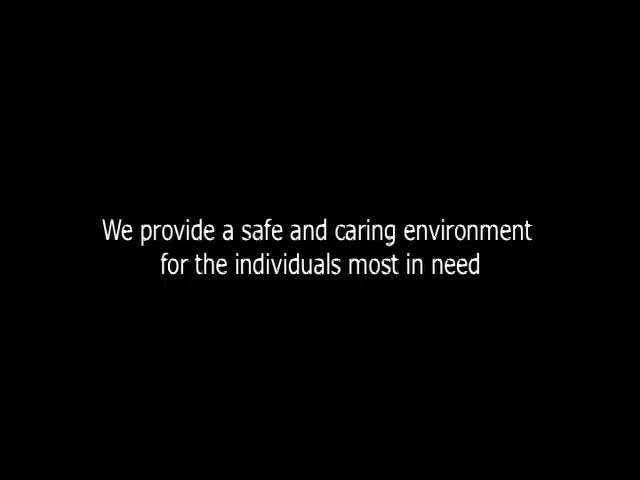 We provide a safe and caring environment
for the individuals most in need